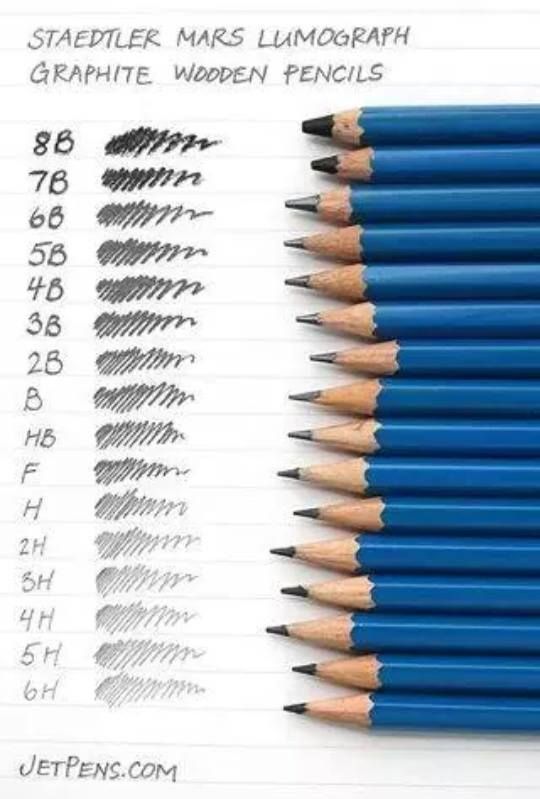 STAEDTLER MARS LUMOGRAPH
GRAPHITE WOODEN PENCILS
8B
7B
6B
5B
4B
3B
2B
B
HB
F
H
2H
3H
4H
5H
6H
JETPENS.COM